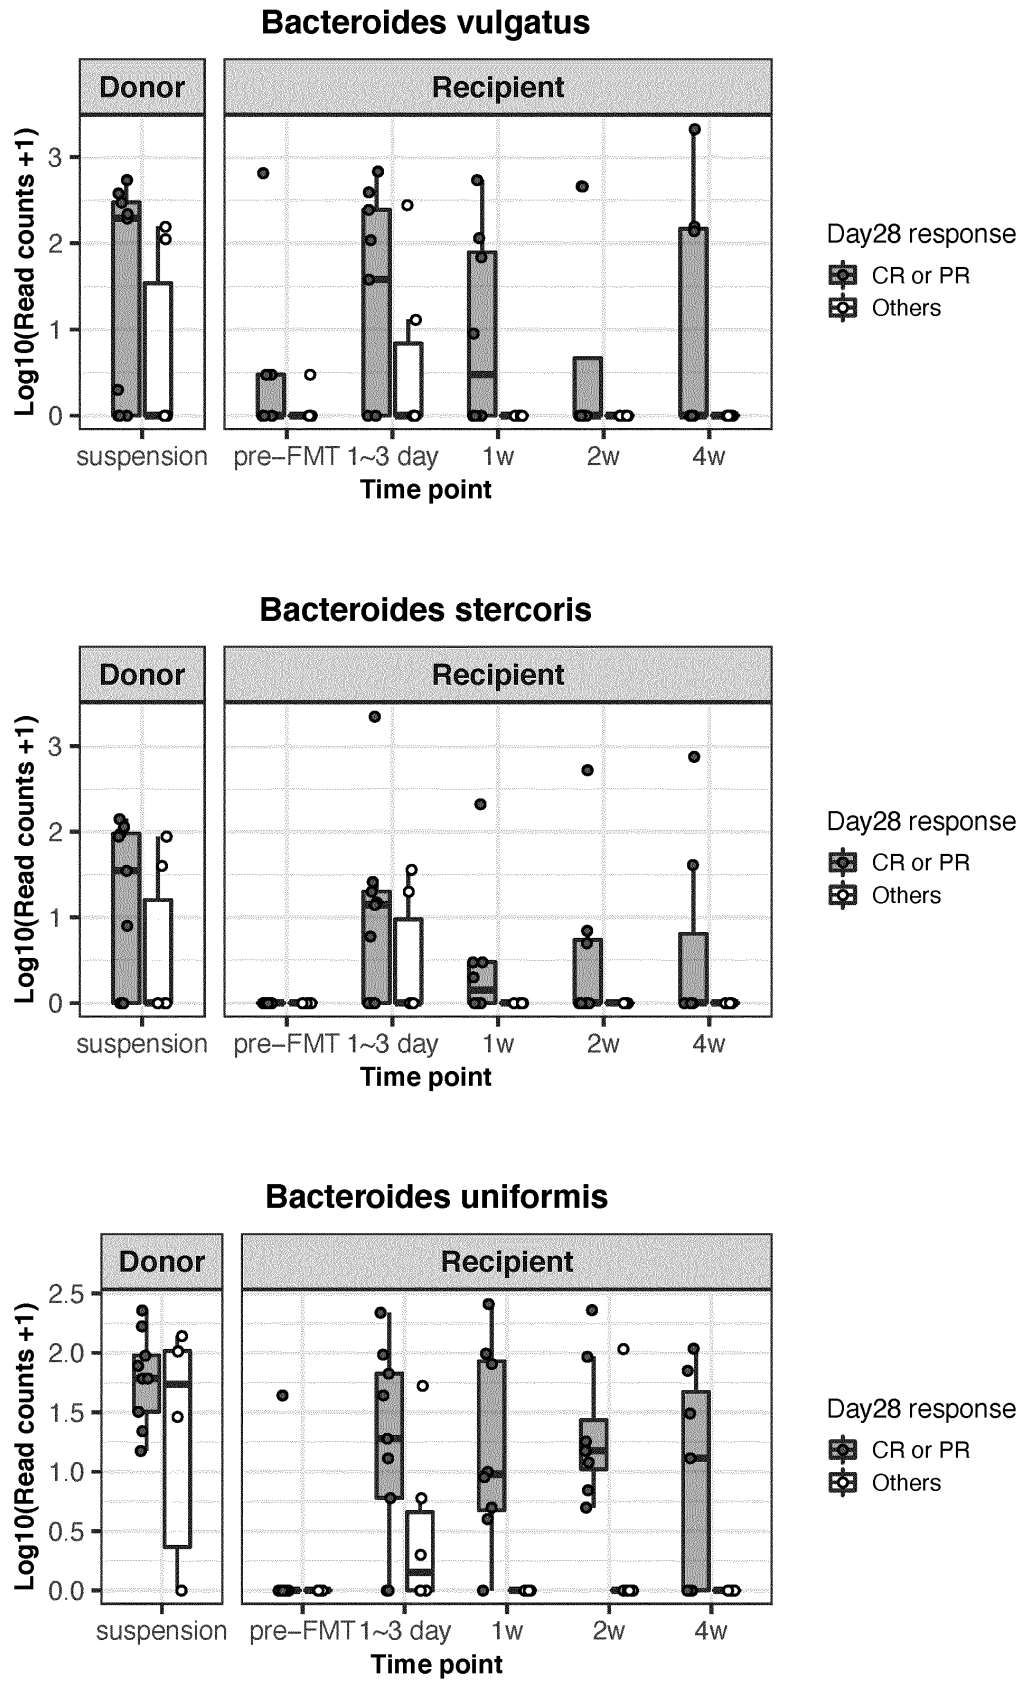 Bacteroides vulgatus
Donor
Recipient
Log10(Read counts +1)
3
2
1
0
suspension
pre−FMT
1~3 day
1w
2w
4w
Time point
Day28 response
CR or PR
Others
Bacteroides stercoris
Donor
Recipient
Log10(Read counts +1)
3
2
1
0
suspension
pre−FMT
1~3 day
1w
2w
4w
Time point
Day28 response
CR or PR
Others
Bacteroides uniformis
Donor
Recipient
Log10(Read counts +1)
2.5
2.0
1.5
1.0
0.5
0.0
suspension
pre−FMT
1~3 day
1w
2w
4w
Time point
Day28 response
CR or PR
Others